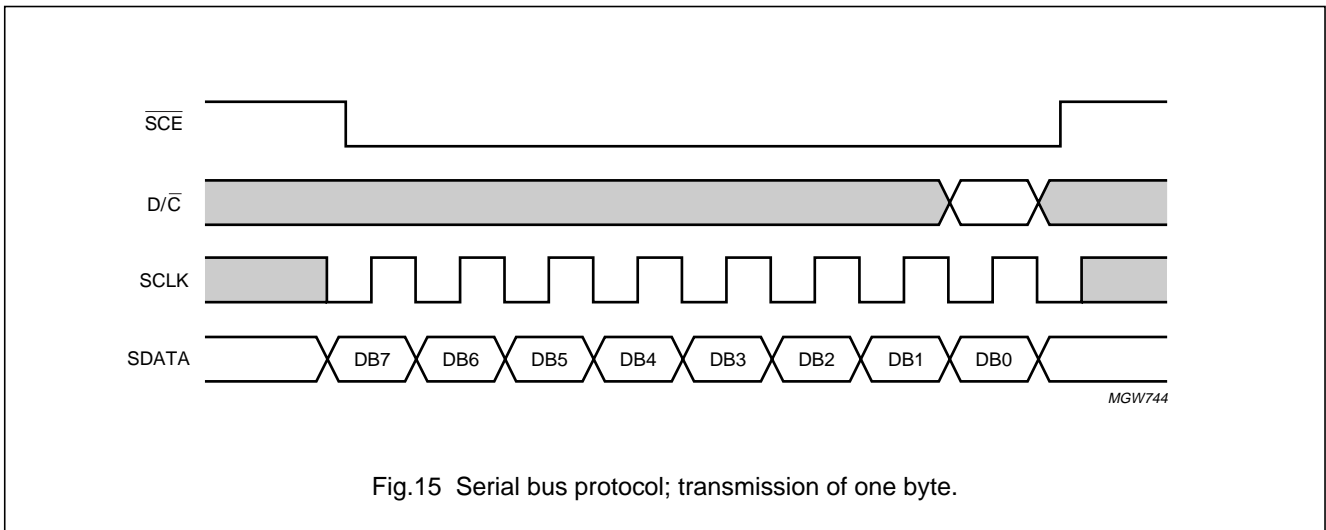 S̅C̅E̅
D/C̅
SCLK
SDATA DB7 DB6 DB5 DB4 DB3 DB2 DB1 DB0
MGW744
Fig.15 Serial bus protocol; transmission of one byte.